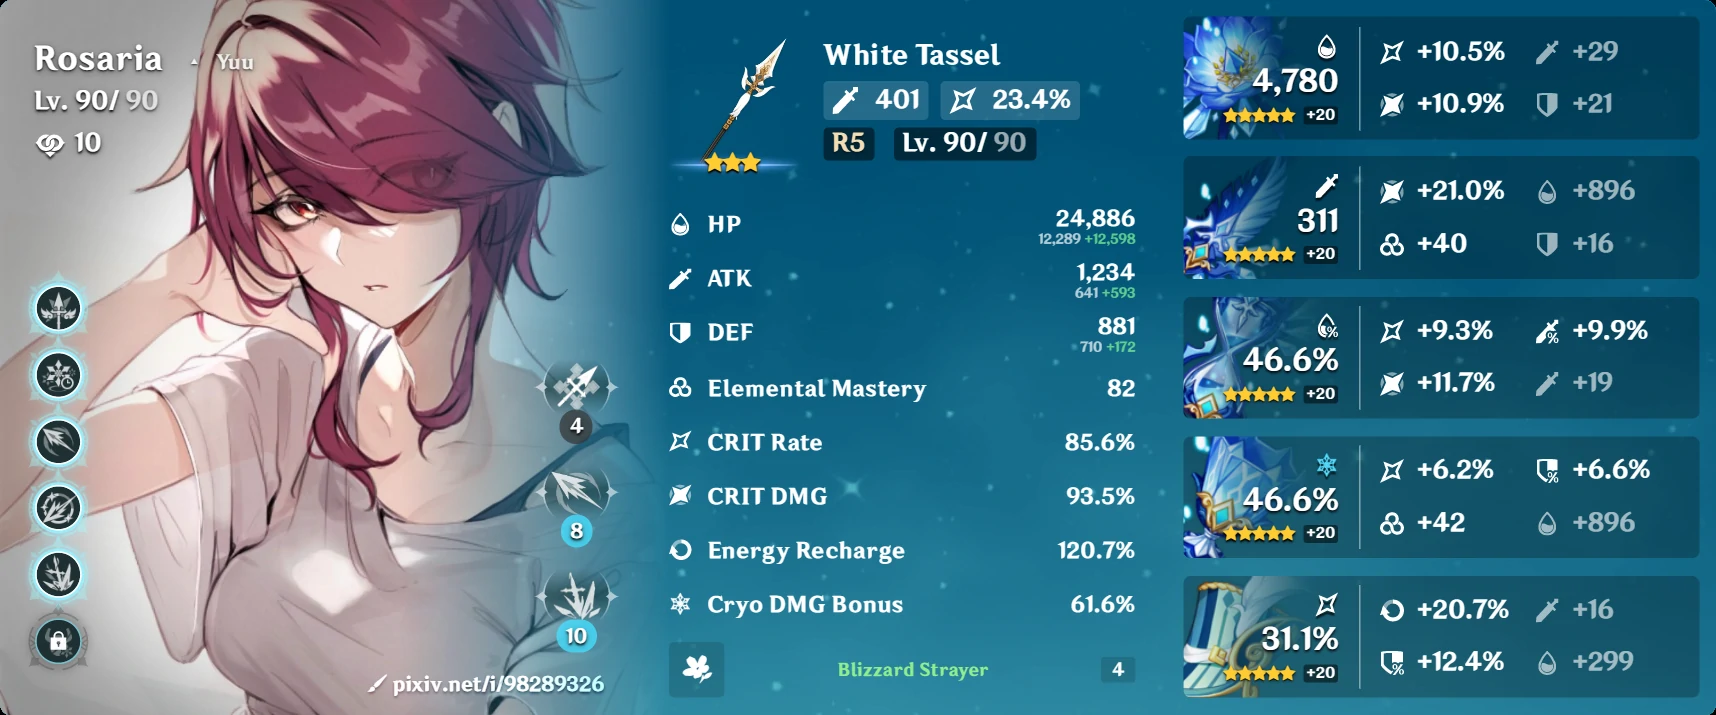 Rosaria · Yuu
Lv. 90/ 90
10
4
8
10
pixiv.net/i/98289326
White Tassel
401 23.4%
R5 Lv. 90/ 90
HP 24,886
12,289 +12,598
ATK 1,234
641 +593
DEF 881
710 +172
Elemental Mastery 82
CRIT Rate 85.6%
CRIT DMG 93.5%
Energy Recharge 120.7%
Cryo DMG Bonus 61.6%
Blizzard Strayer 4
4,780
+20
+10.5% +29
+10.9% +21
311
+20
+21.0% +896
+40 +16
46.6%
+20
+9.3% +9.9%
+11.7% +19
46.6%
+20
+6.2% +6.6%
+42 +896
31.1%
+20
+20.7% +16
+12.4% +299